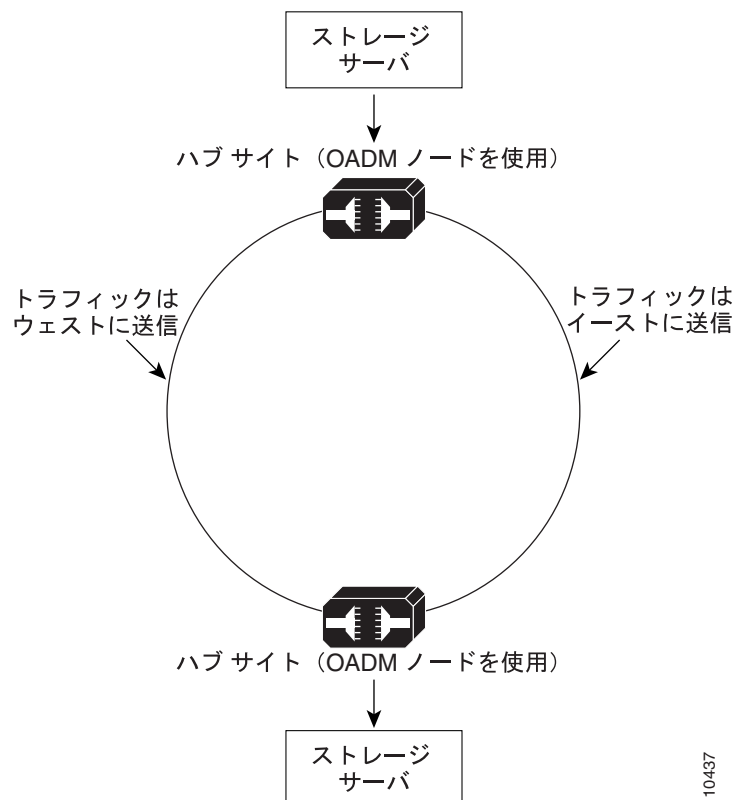 ストレージ
サーバ
ハブ サイト（OADM ノードを使用）
トラフィックは
ウェストに送信
トラフィックは
イーストに送信
ハブ サイト（OADM ノードを使用）
ストレージ
サーバ
10437